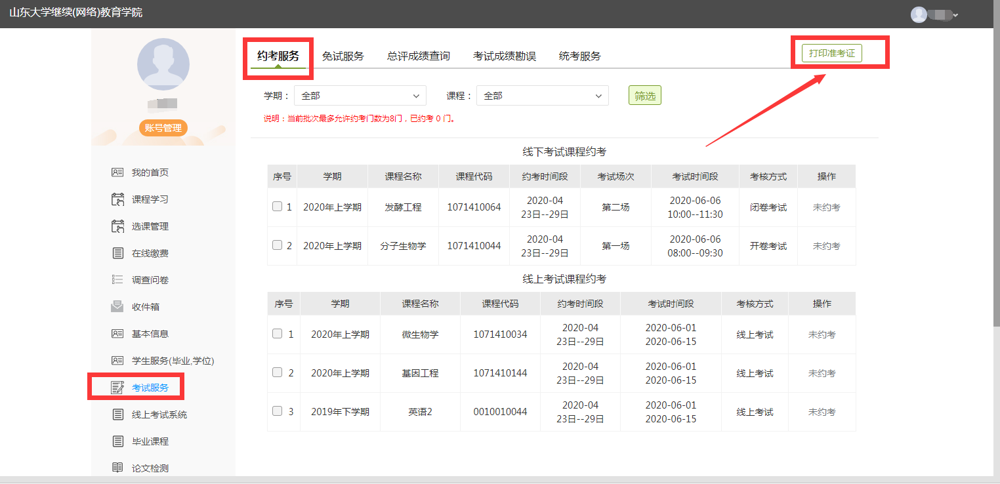 山东大学继续(网络)教育学院
账号管理
我的首页
课程学习
选课管理
在线缴费
调查问卷
收件箱
基本信息
学生服务(毕业,学位)
考试服务
线上考试系统
毕业课程
论文检测
约考服务 免试服务 总评成绩查询 考试成绩勘误 统考服务 打印准考证
学期： 全部 课程： 全部 筛选
说明：当前批次最多允许约考门数为8门，已约考 0 门。
线下考试课程约考
序号 学期 课程名称 课程代码 约考时间段 考试场次 考试时间段 考核方式 操作
1 2020年上学期 发酵工程 1071410064 2020-04 23日--29日 第二场 2020-06-06 10:00--11:30 闭卷考试 未约考
2 2020年上学期 分子生物学 1071410044 2020-04 23日--29日 第一场 2020-06-06 08:00--09:30 开卷考试 未约考
线上考试课程约考
序号 学期 课程名称 课程代码 约考时间段 考试时间段 考核方式 操作
1 2020年上学期 微生物学 1071410034 2020-04 23日--29日 2020-06-01 2020-06-15 线上考试 未约考
2 2020年上学期 基因工程 1071410144 2020-04 23日--29日 2020-06-01 2020-06-15 线上考试 未约考
3 2019年下学期 英语2 0010010044 2020-04 23日--29日 2020-06-01 2020-06-15 线上考试 未约考